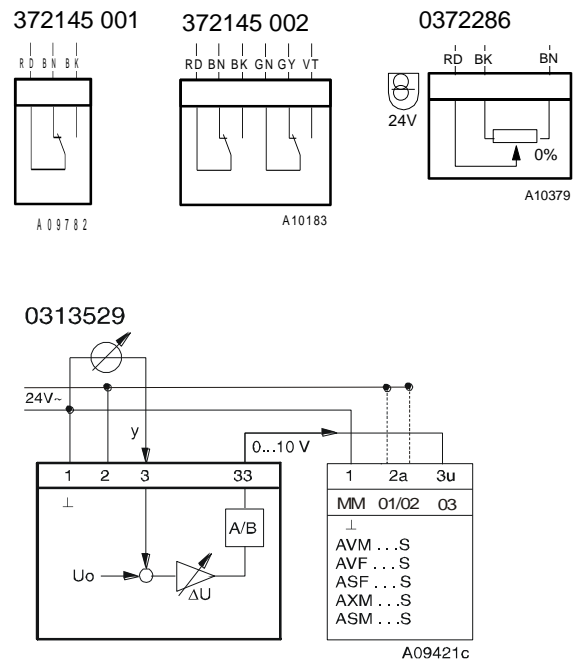 372145 001
372145 002
0372286
RD BN BK
RD BN BK GN GY VT
RD BK BN
24V
0%
A09782
A10183
A10379
0313529
24V~
y
0...10 V
1 2 3 33
1 2a 3u
⊥
MM 01/02 03
A/B
⊥
Uo
ΔU
AVM ...S
AVF ...S
ASF ...S
AXM ...S
ASM ...S
A09421c